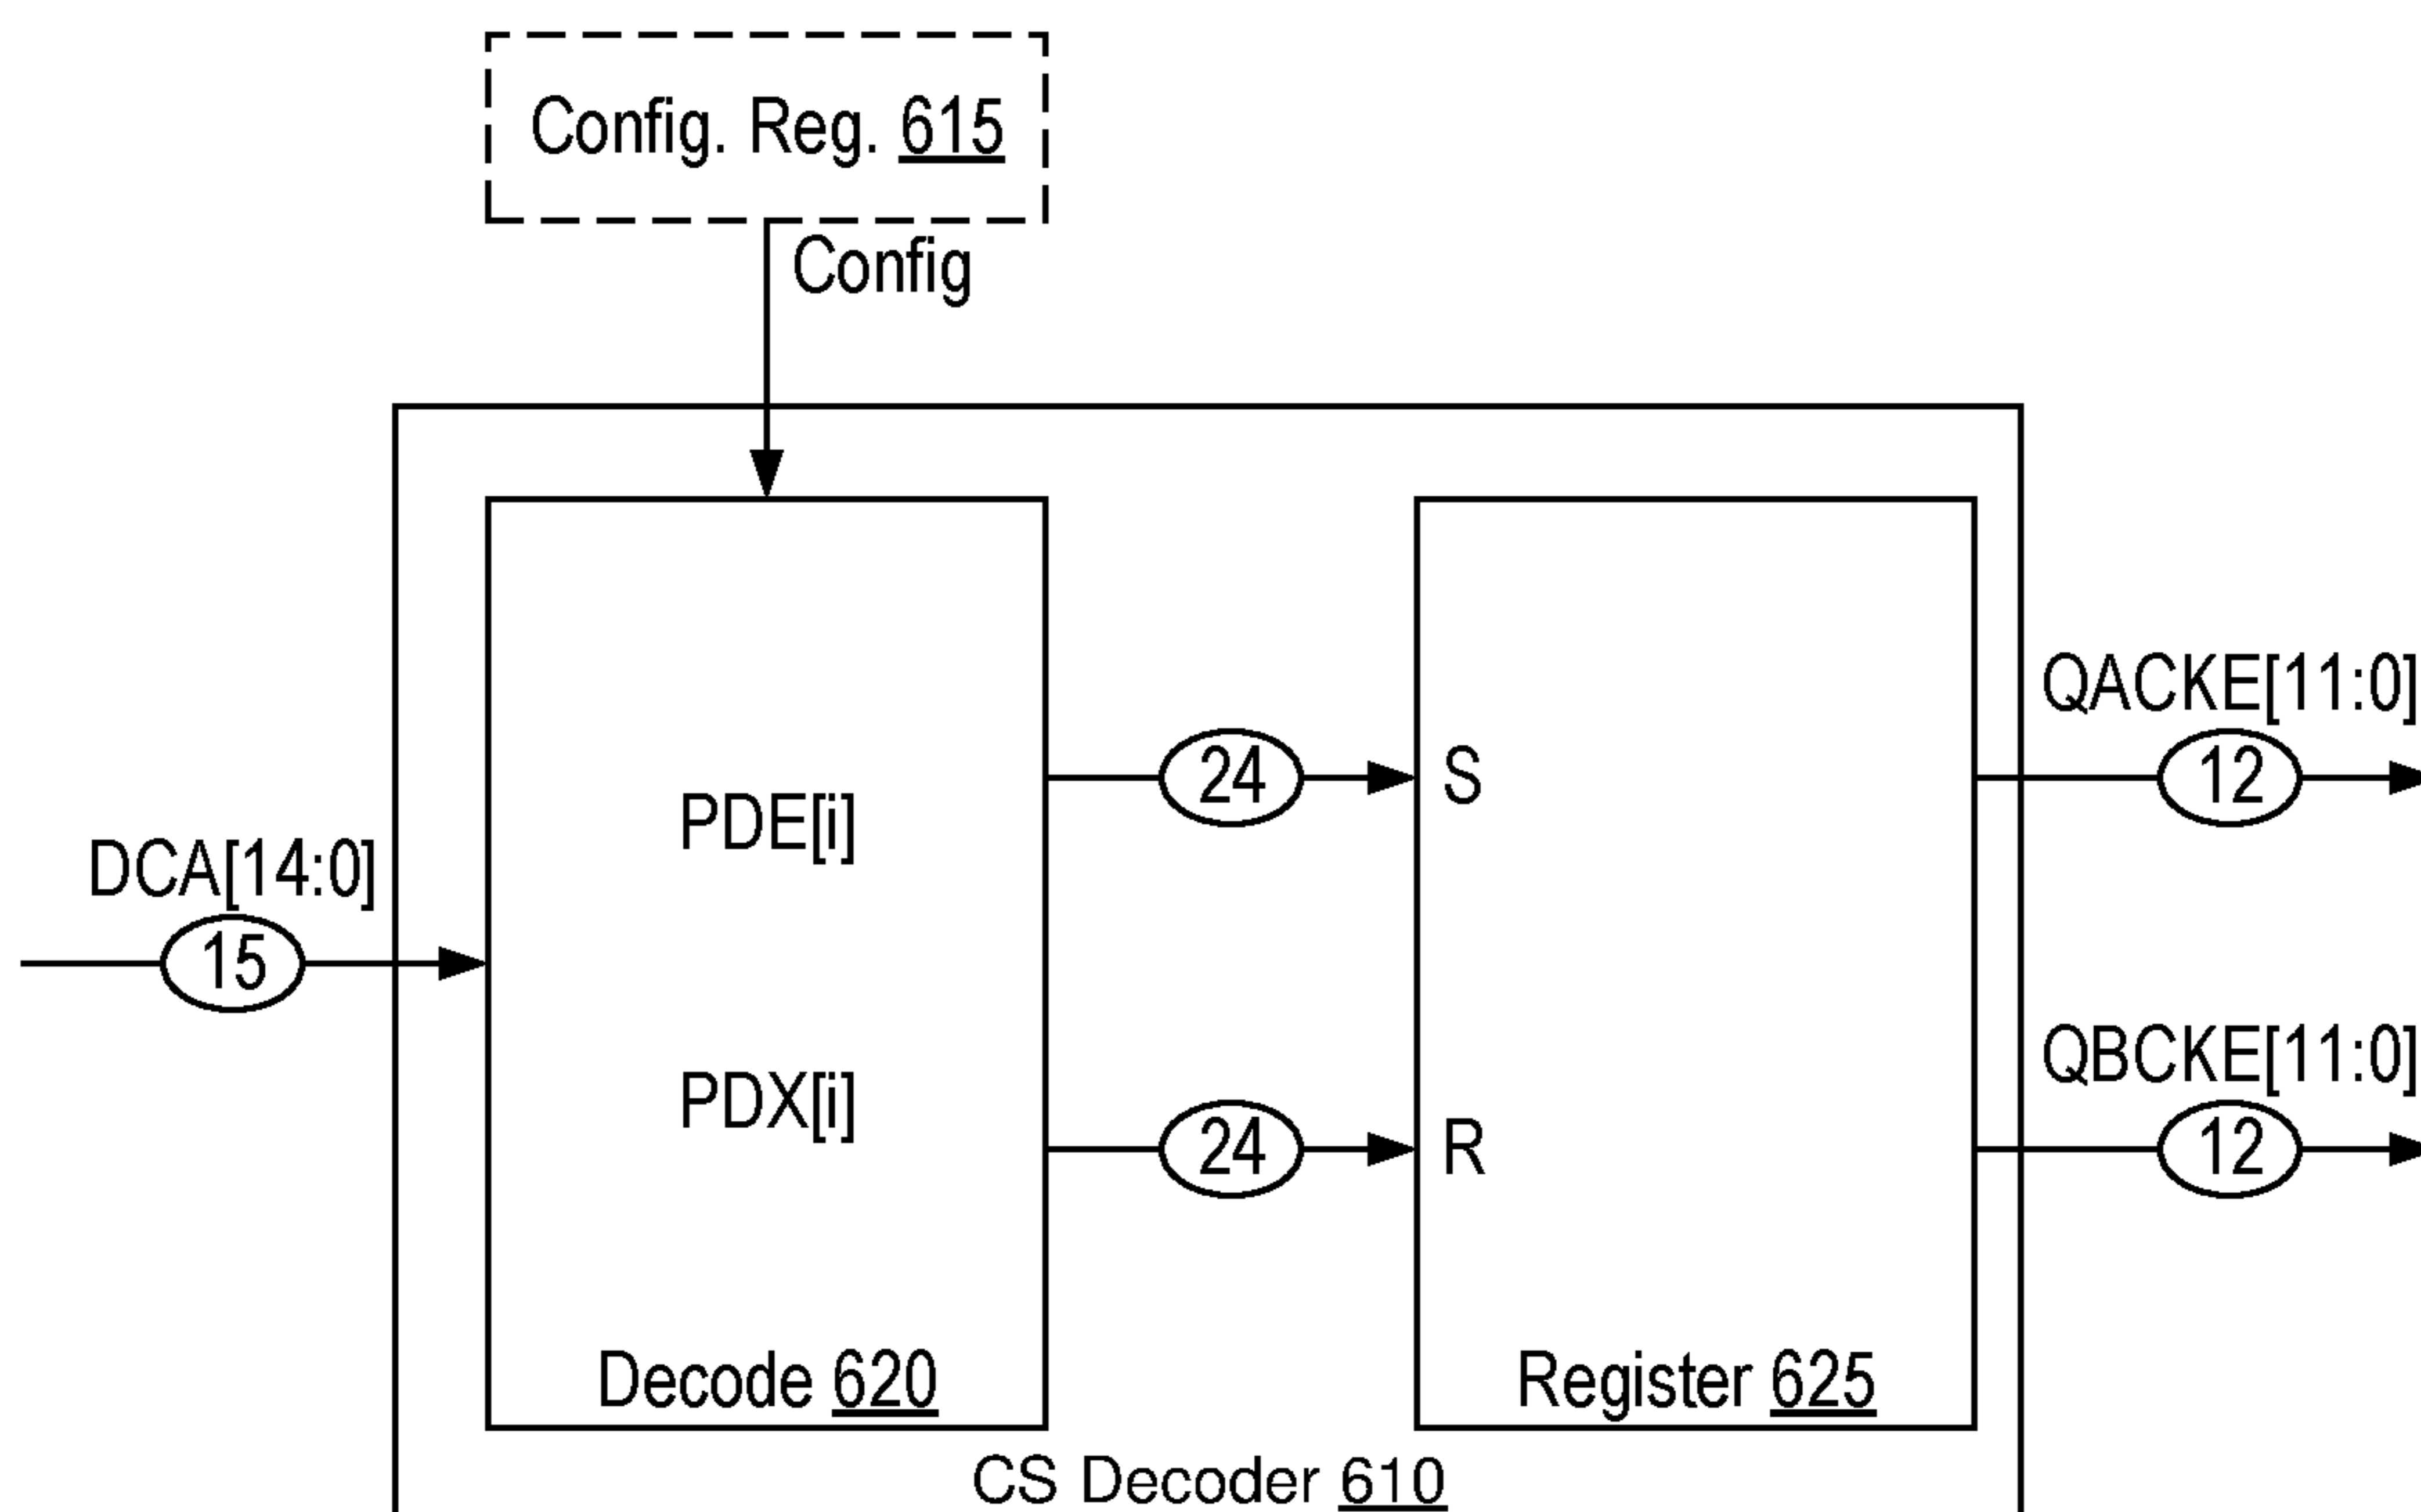 Config. Reg. 615
Config
QACKE[11:0]
24
S
12
PDE[i]
DCA[14:0]
15
QBCKE[11:0]
PDX[i]
24
R
12
Decode 620
Register 625
CS Decoder 610